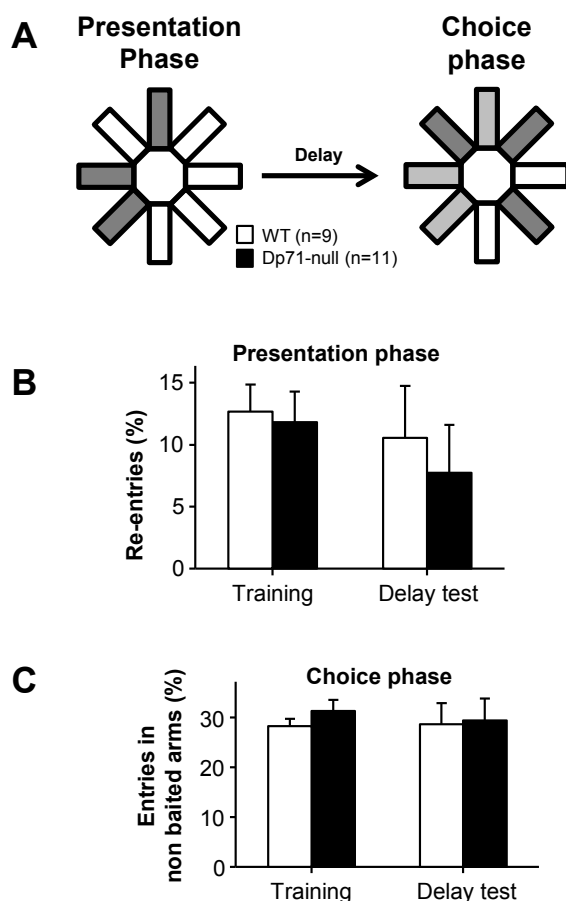 A
Presentation
Phase
Choice
phase
Delay
WT (n=9)
Dp71-null (n=11)
B
Presentation phase
Re-entries (%)
15
10
5
0
Training
Delay test
C
Choice phase
Entries in
non baited arms (%)
30
20
10
0
Training
Delay test